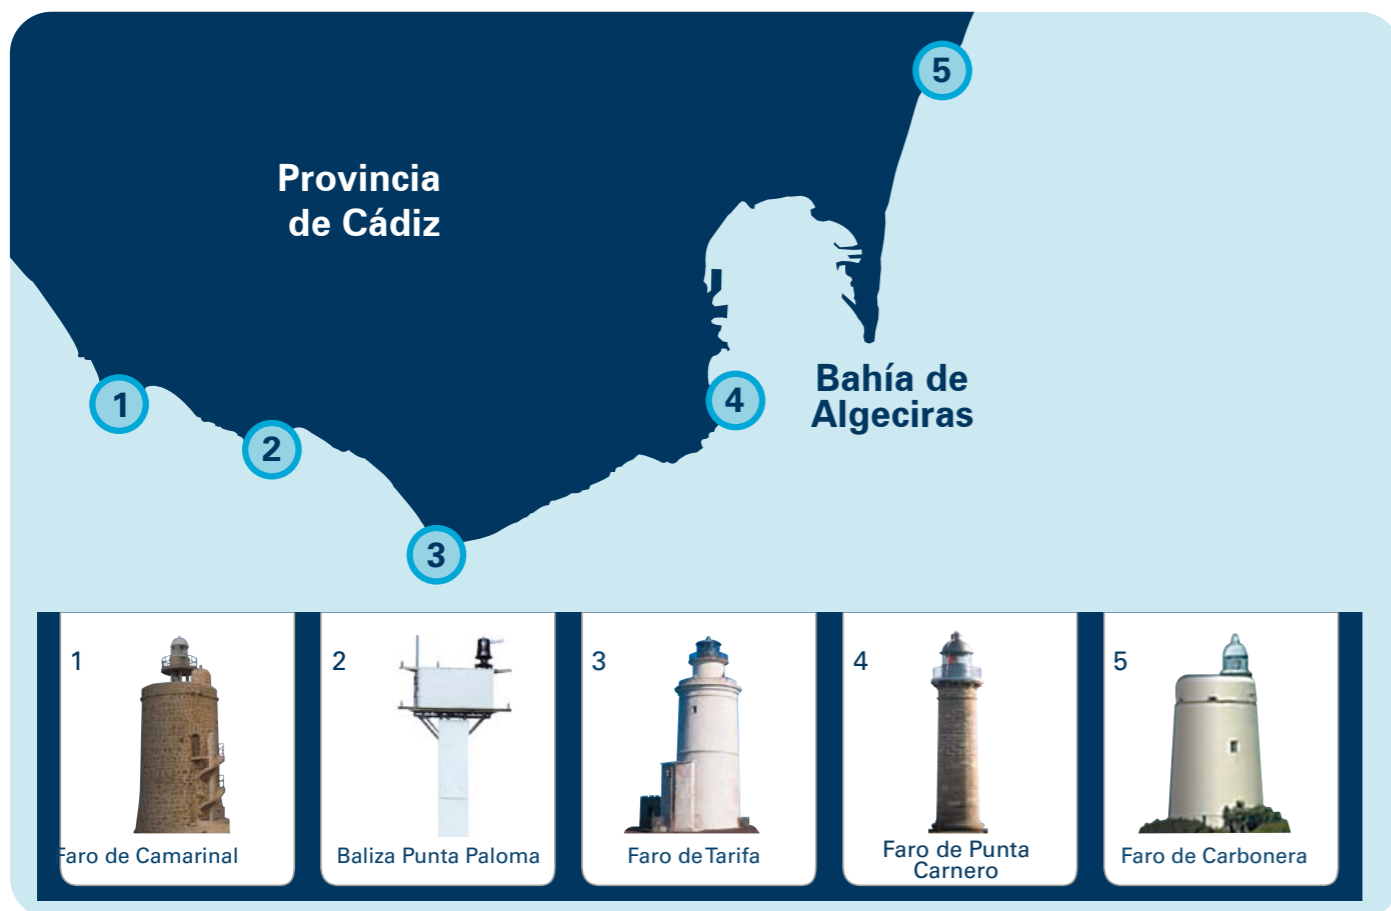 5
Provincia
de Cádiz
Bahía de
Algeciras
1
4
2
3
1
2
3
4
5
Faro de Camarinal
Baliza Punta Paloma
Faro de Tarifa
Faro de Punta
Carnero
Faro de Carbonera